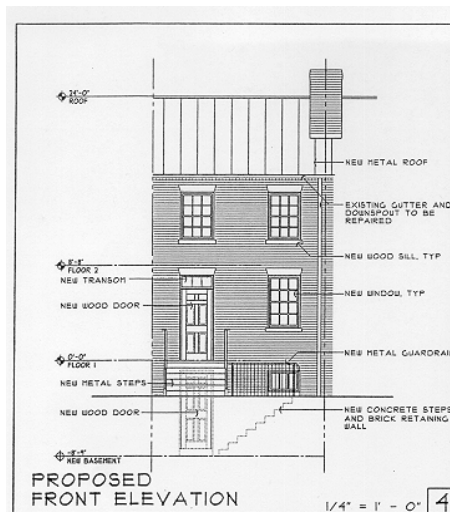 24'-0"
ROOF
NEW METAL ROOF
EXISTING GUTTER AND
DOWNSPOUT TO BE
REPAIRED
NEW WOOD SILL, TYP
8'-8"
FLOOR 2
NEW TRANSOM
NEW WOOD DOOR
NEW WINDOW, TYP
0'-0"
FLOOR 1
NEW METAL GUARDRAI
NEW METAL STEPS
NEW WOOD DOOR
NEW CONCRETE STEPS
AND BRICK RETAINING
WALL
-8'-4"
NEW BASEMENT
PROPOSED
FRONT ELEVATION
1/4" = 1' - 0"
4